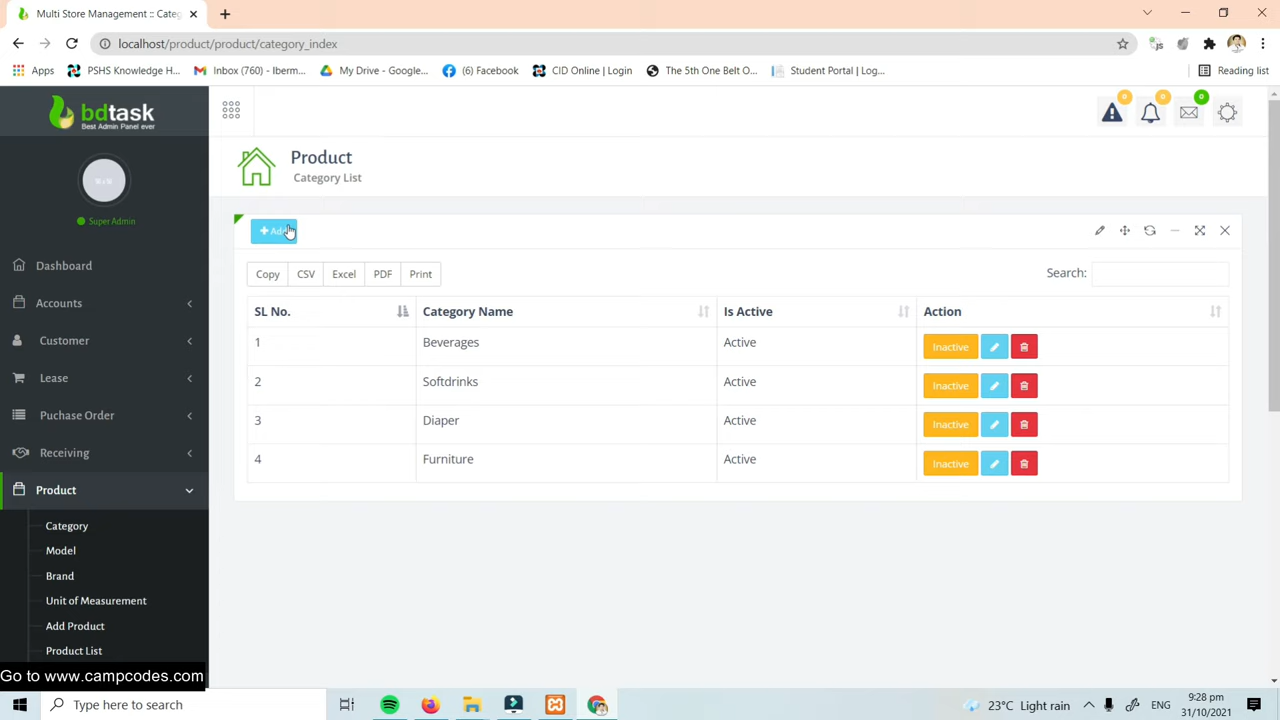 Multi Store Management :: Categ
localhost/product/product/category_index
Apps
PSHS Knowledge H...
Inbox (760) - Iberm...
My Drive - Google...
(6) Facebook
CID Online | Login
The 5th One Belt O...
Student Portal | Log...
Reading list
bdtask
Best Admin Panel ever
0
0
0
Product
Category List
Super Admin
+ Add
Dashboard
Accounts
Customer
Lease
Puchase Order
Receiving
Product
Category
Model
Brand
Unit of Measurement
Add Product
Product List
Copy
CSV
Excel
PDF
Print
Search:
SL No.
Category Name
Is Active
Action
1
Beverages
Active
Inactive
2
Softdrinks
Active
Inactive
3
Diaper
Active
Inactive
4
Furniture
Active
Inactive
Go to www.campcodes.com
Type here to search
23°C Light rain
ENG
9:28 pm
31/10/2021